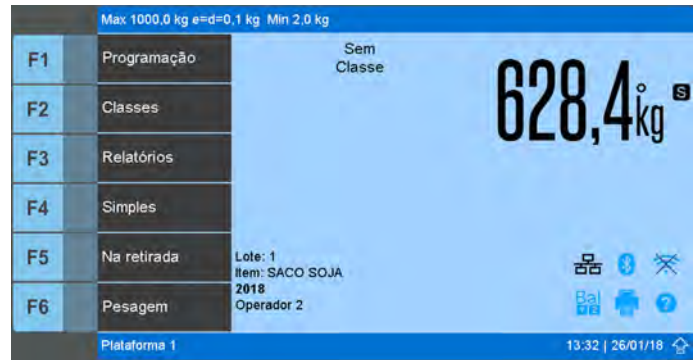 Max 1000,0 kg e=d=0,1 kg Min 2,0 kg
F1 Programação
F2 Classes
F3 Relatórios
F4 Simples
F5 Na retirada
F6 Pesagem
Sem
Classe
628,4kg S
Lote: 1
Item: SACO SOJA
2018
Operador 2
Bal
?
Plataforma 1
13:32 | 26/01/18